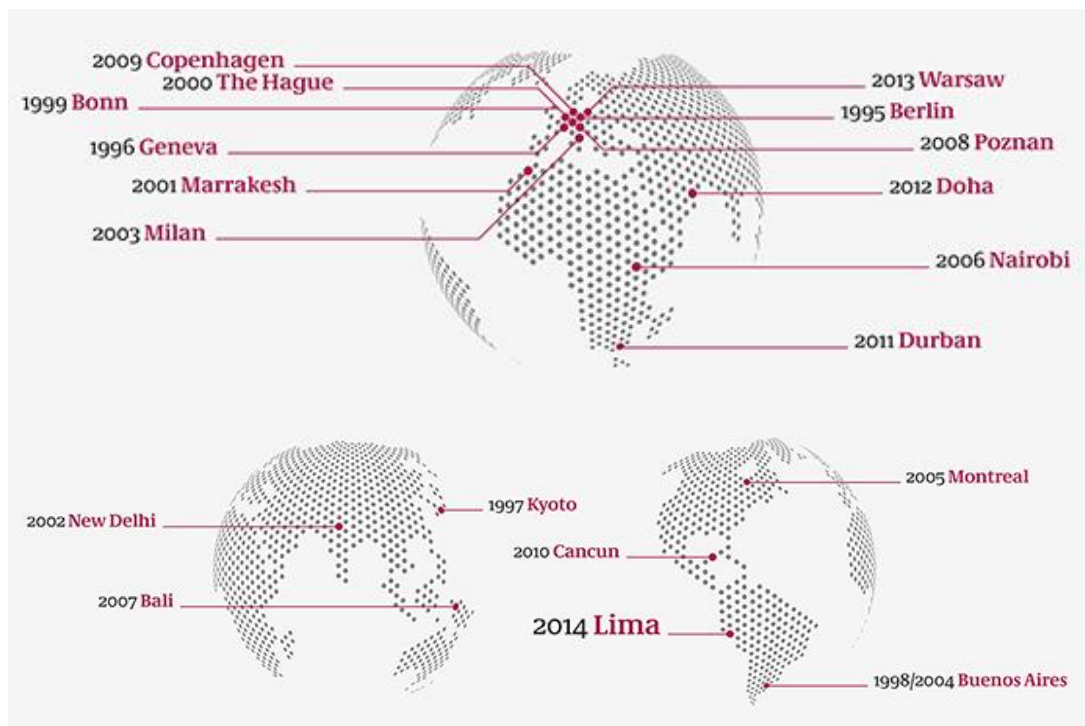 2009 Copenhagen
2000 The Hague
1999 Bonn
1996 Geneva
2001 Marrakesh
2003 Milan
2013 Warsaw
1995 Berlin
2008 Poznan
2012 Doha
2006 Nairobi
2011 Durban
2002 New Delhi
1997 Kyoto
2007 Bali
2005 Montreal
2010 Cancun
2014 Lima
1998/2004 Buenos Aires